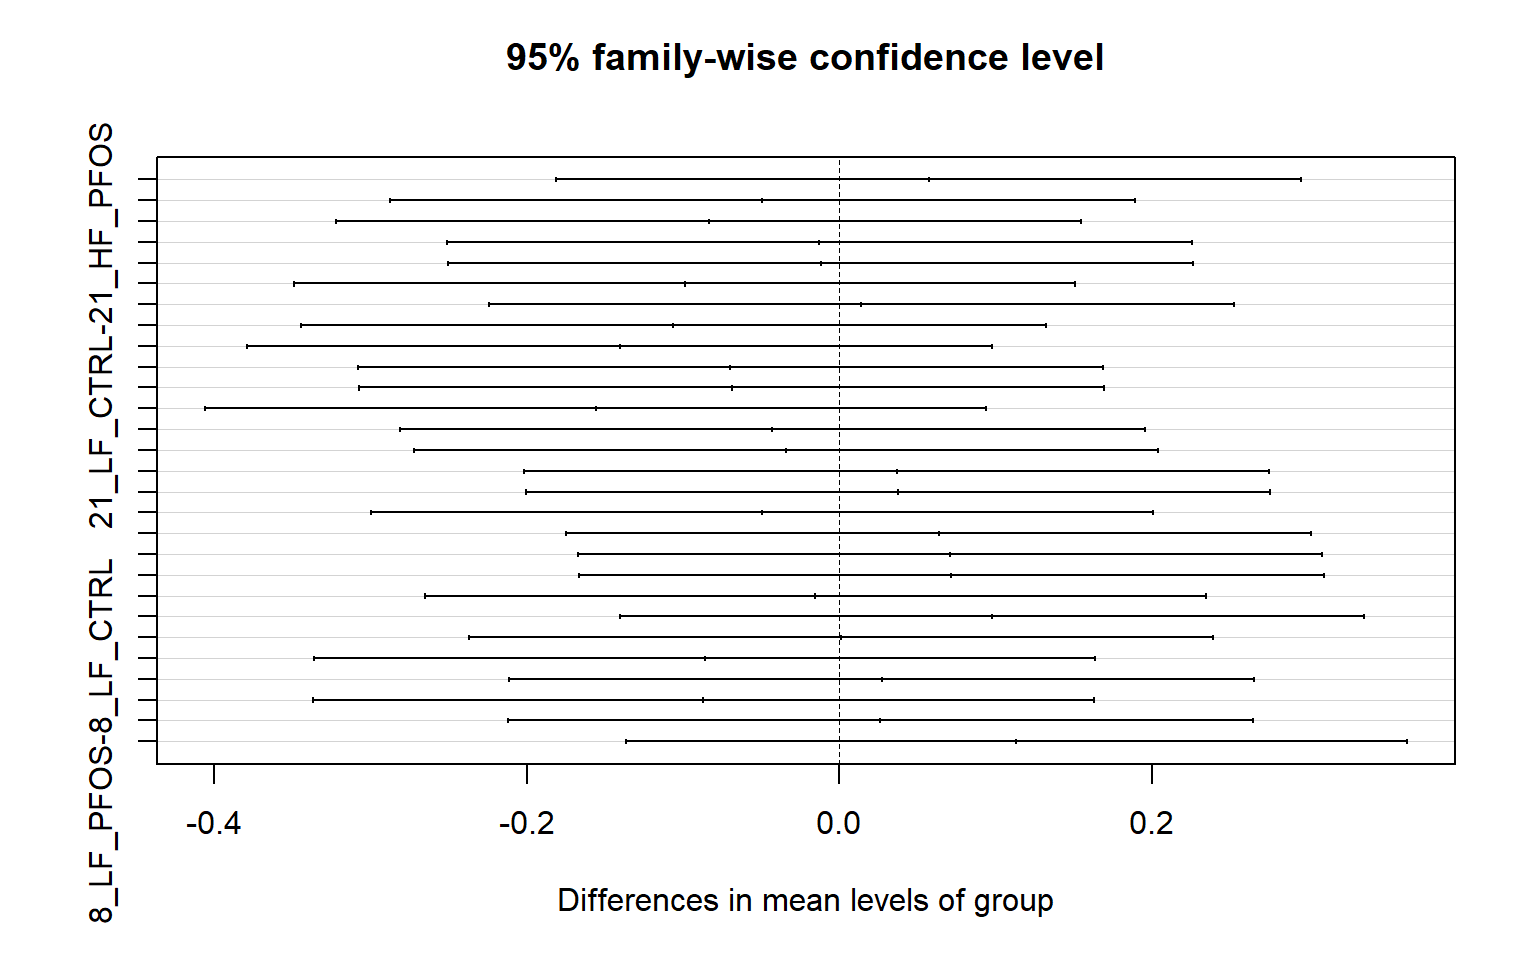 95% family-wise confidence level
21_LF_CTRL-21_HF_PFOS
8_LF_PFOS-8_LF_CTRL
-0.4 -0.2 0.0 0.2
Differences in mean levels of group